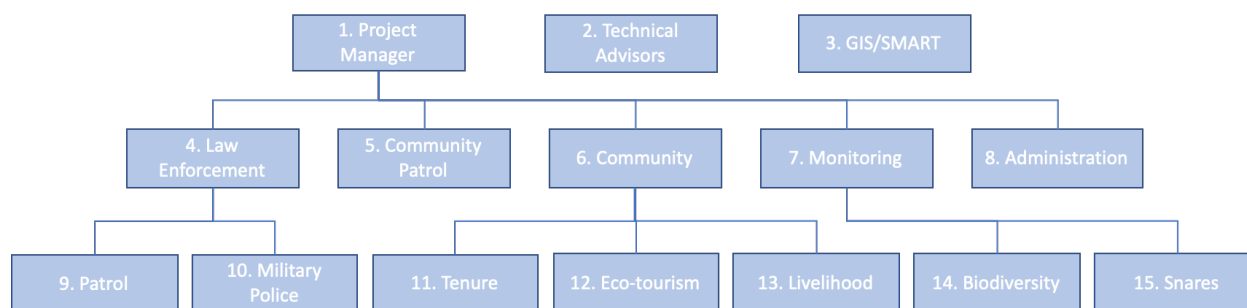 1. Project
Manager
2. Technical
Advisors
3. GIS/SMART
4. Law
Enforcement
5. Community
Patrol
6. Community
7. Monitoring
8. Administration
9. Patrol
10. Military
Police
11. Tenure
12. Eco-tourism
13. Livelihood
14. Biodiversity
15. Snares